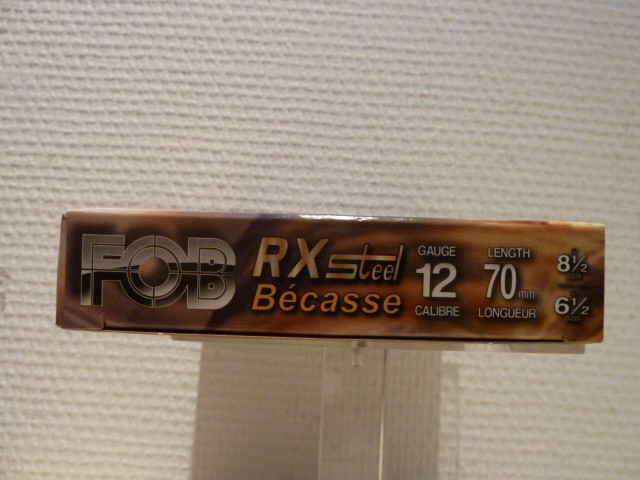 FOB
RX steel
Bécasse
GAUGE
12
CALIBRE
LENGTH
70 mm
LONGUEUR
8½
6½